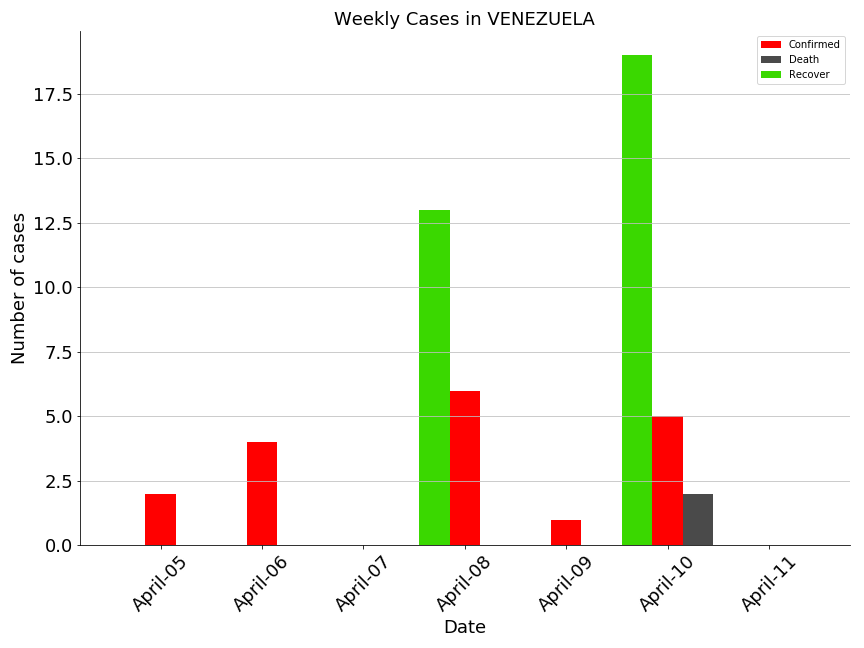 Weekly Cases in VENEZUELA
Confirmed
Death
Recover
Number of cases
17.5
15.0
12.5
10.0
7.5
5.0
2.5
0.0
April-05
April-06
April-07
April-08
April-09
April-10
April-11
Date